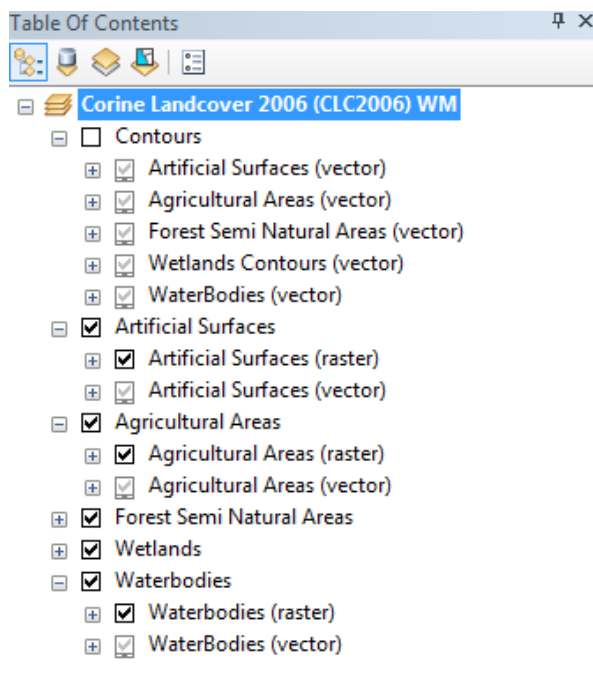 Table Of Contents
Corine Landcover 2006 (CLC2006) WM
Contours
Artificial Surfaces (vector)
Agricultural Areas (vector)
Forest Semi Natural Areas (vector)
Wetlands Contours (vector)
WaterBodies (vector)
Artificial Surfaces
Artificial Surfaces (raster)
Artificial Surfaces (vector)
Agricultural Areas
Agricultural Areas (raster)
Agricultural Areas (vector)
Forest Semi Natural Areas
Wetlands
Waterbodies
Waterbodies (raster)
WaterBodies (vector)